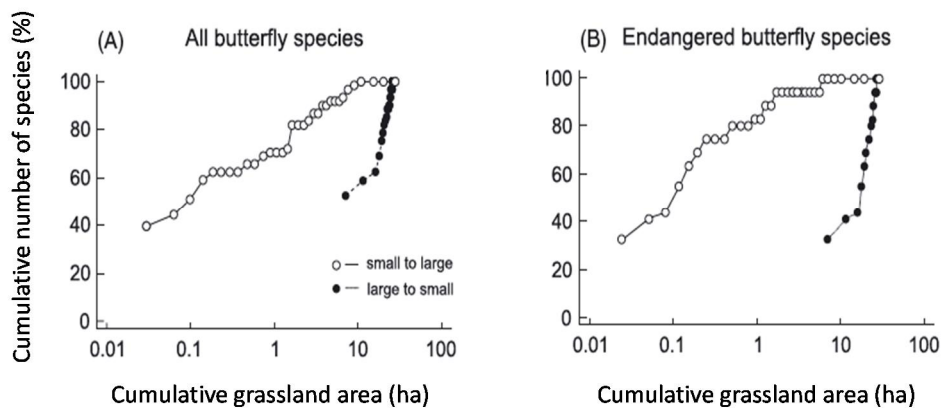 Cumulative number of species (%)
(A) All butterfly species
100
80
60
40
20
0
small to large
large to small
0.01 0.1 1 10 100
Cumulative grassland area (ha)
(B) Endangered butterfly species
100
80
60
40
20
0
0.01 0.1 1 10 100
Cumulative grassland area (ha)